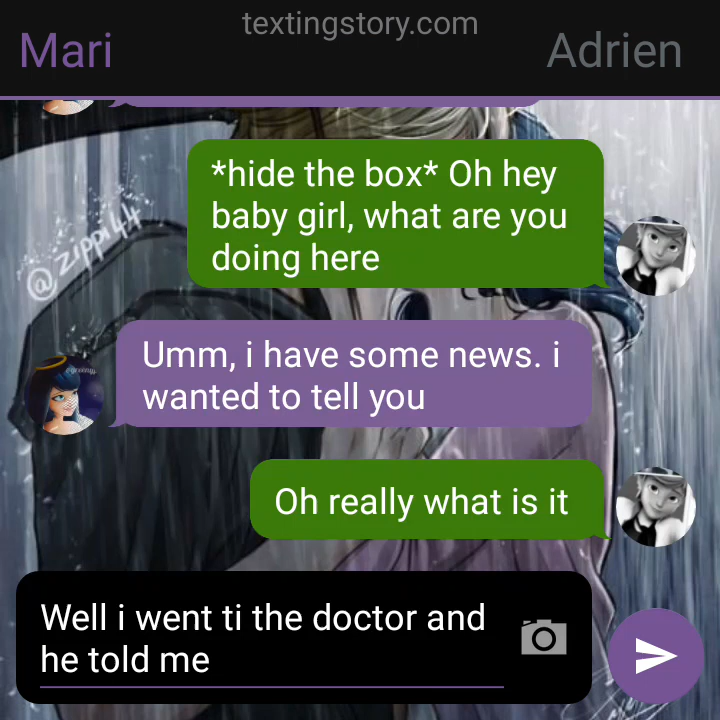 textingstory.com
Mari
Adrien
*hide the box* Oh hey
baby girl, what are you
doing here
@zippi44
Umm, i have some news. i
wanted to tell you
Oh really what is it
Well i went ti the doctor and
he told me